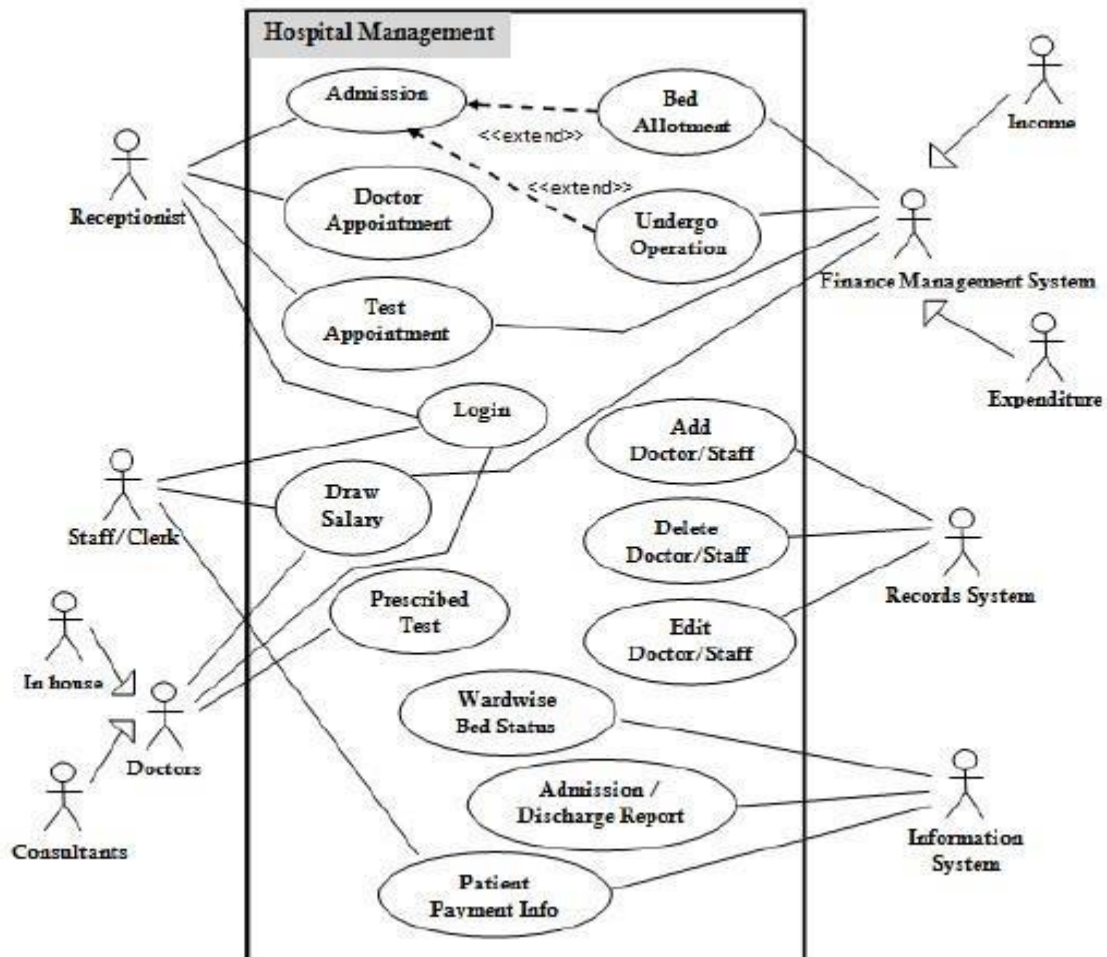 Hospital Management
Admission
Bed
Allotment
<<extend>>
<<extend>>
Income
Receptionist
Doctor
Appointment
Undergo
Operation
Finance Management System
Test
Appointment
Expenditure
Login
Add
Doctor/Staff
Staff/Clerk
Draw
Salary
Delete
Doctor/Staff
Records System
Prescribed
Test
Edit
Doctor/Staff
In house
Doctors
Consultants
Wardwise
Bed Status
Admission /
Discharge Report
Information
System
Patient
Payment Info